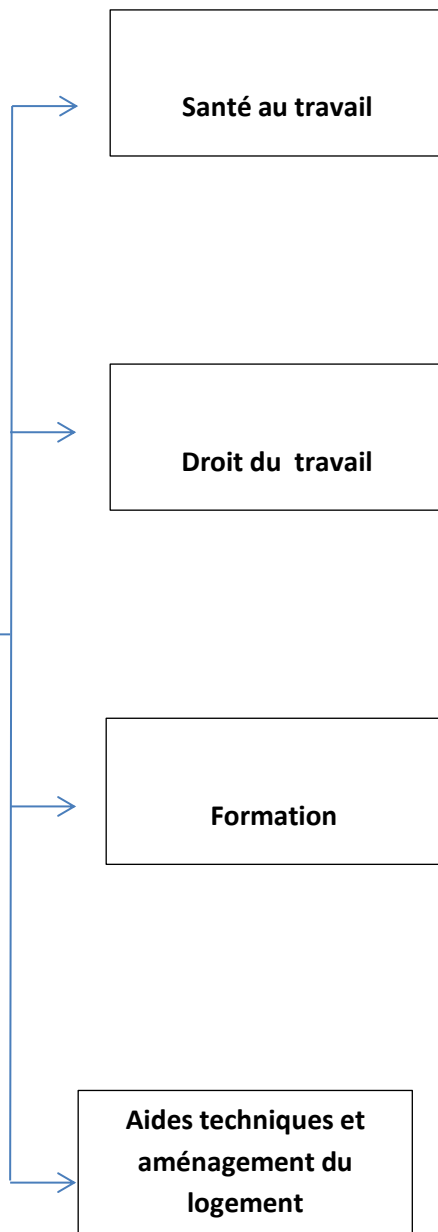 Santé au travail
Droit du  travail
Formation
Aides techniques et
aménagement du
logement